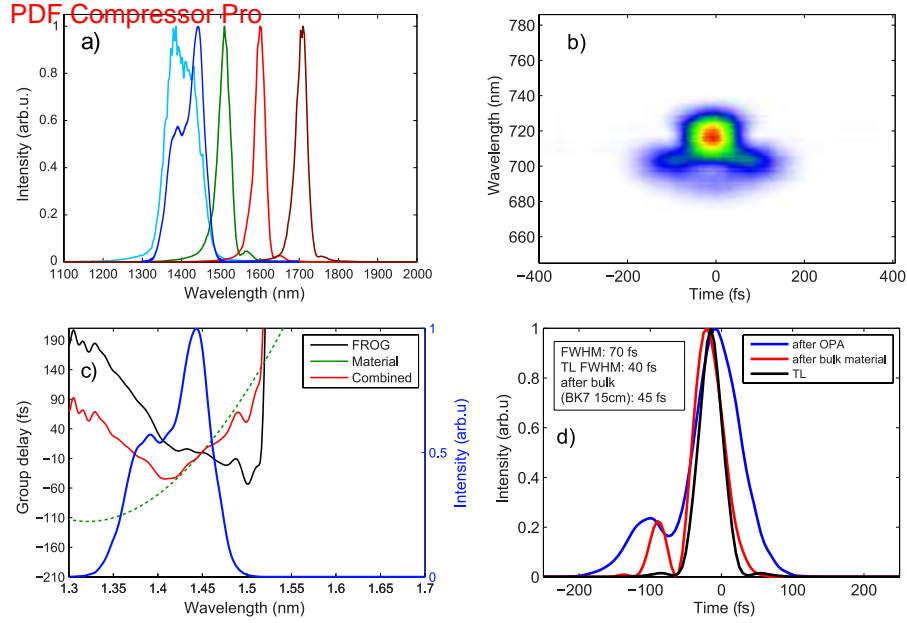 PDF Compressor Pro
a)
1
0.8
0.6
0.4
0.2
0
Intensity (arb.u.)
1100 1200 1300 1400 1500 1600 1700 1800 1900 2000
Wavelength (nm)
b)
780
760
740
720
700
680
660
Wavelength (nm)
−400 −200 0 200 400
Time (fs)
c)
190
140
90
40
−10
−60
−110
−160
−210
Group delay (fs)
FROG
Material
Combined
1
0.5
0
Intensity (arb.u)
1.3 1.35 1.4 1.45 1.5 1.55 1.6 1.65 1.7
Wavelength (nm)
d)
1
0.8
0.6
0.4
0.2
0
Intensity (arb.u)
FWHM: 70 fs
TL FWHM: 40 fs
after bulk
(BK7 15cm): 45 fs
after OPA
after bulk material
TL
−200 −100 0 100 200
Time (fs)